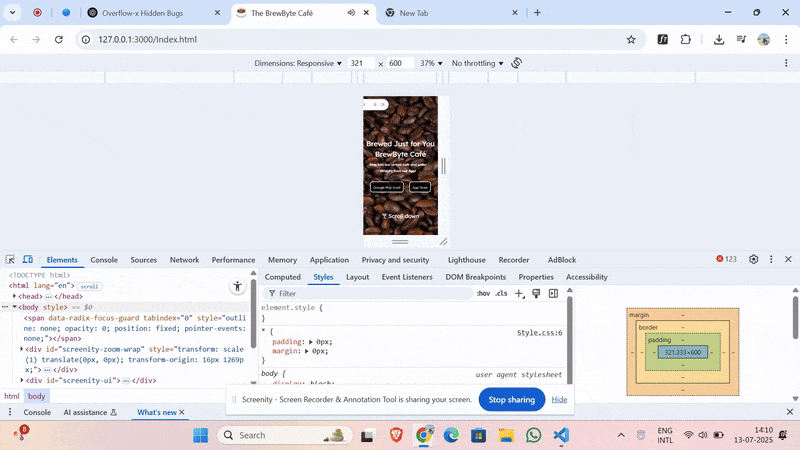 Overflow-x Hidden Bugs
The BrewByte Café
New Tab
127.0.0.1:3000/Index.html
Dimensions: Responsive 321 × 600 37% No throttling
Brewed Just for You
BrewByte Café
Google Play Store
App Store
Scroll down
Elements Console Sources Network Performance Memory Application Privacy and security Lighthouse Recorder AdBlock 123
<!DOCTYPE html>
<html lang="en"> scroll
<head> </head>
<body style> == $0
<span data-radix-focus-guard tabindex="0" style="outl
ine: none; opacity: 0; position: fixed; pointer-events:
none;"></span>
<div id="screenity-zoom-wrap" style="transform: scale
(1) translate(0px, 0px); transform-origin: 16px 1269p
x;"> </div>
<div id="screenity-ui"> </div>
html body
Computed Styles Layout Event Listeners DOM Breakpoints Properties Accessibility
Filter :hov .cls
element.style {
}
* { Style.css:6
padding: 0px;
margin: 0px;
}
body { user agent stylesheet
display: block;
margin
border
padding
321.333×600
Screenity - Screen Recorder & Annotation Tool is sharing your screen. Stop sharing Hide
Console AI assistance What's new
8
Search
ENG
INTL
14:10
13-07-2025